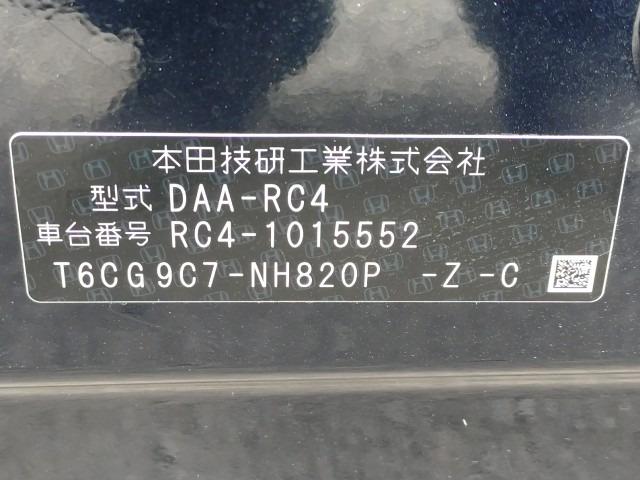 本田技研工業株式会社
型式 DAA-RC4
車台番号 RC4-1015552
T6CG9C7-NH820P -Z -C